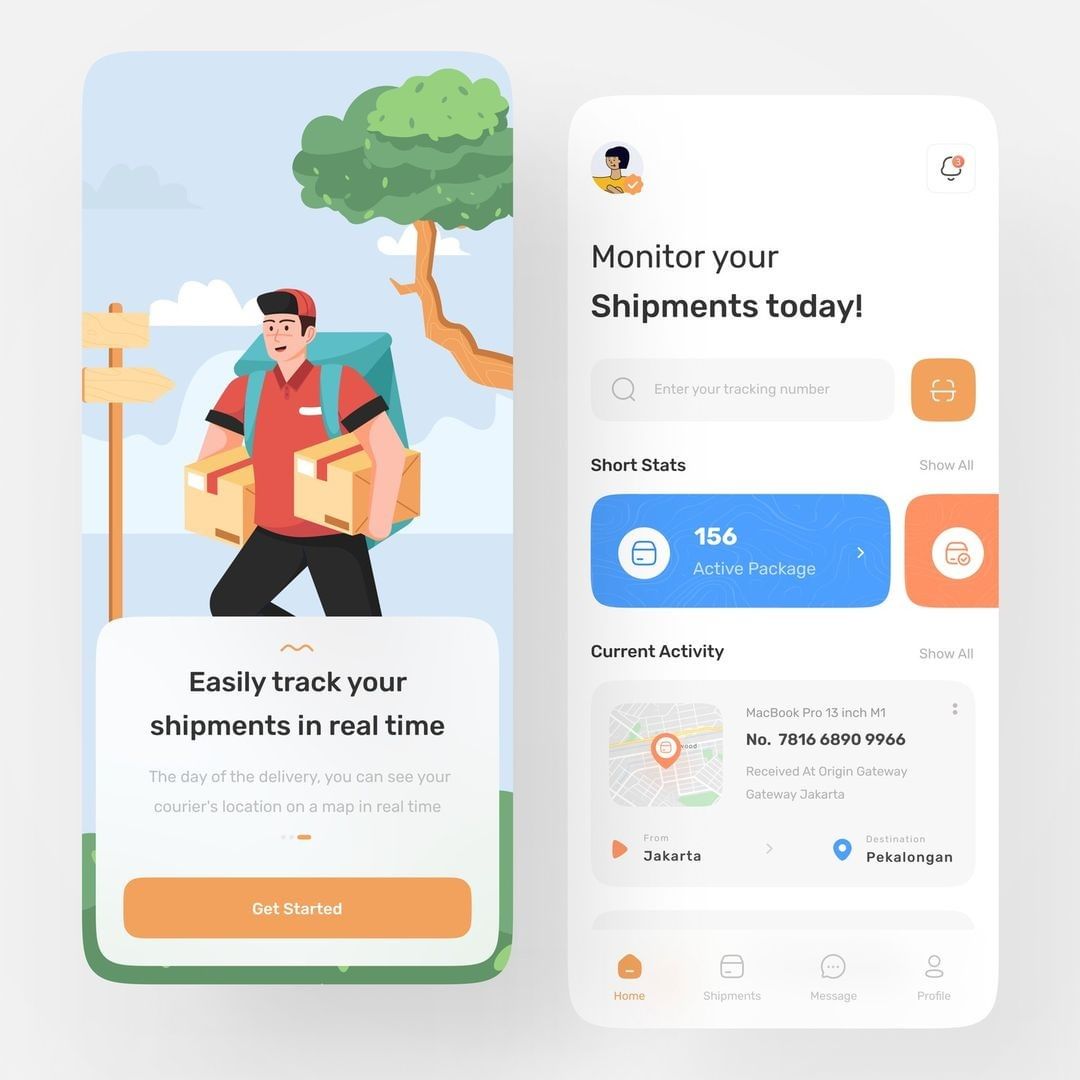 Easily track your
shipments in real time
The day of the delivery, you can see your
courier's location on a map in real time
Get Started
3
Monitor your
Shipments today!
Enter your tracking number
Short Stats
Show All
156
Active Package
Current Activity
Show All
wood
MacBook Pro 13 inch M1
No. 7816 6890 9966
Received At Origin Gateway
Gateway Jakarta
From
Jakarta
Destination
Pekalongan
Home
Shipments
Message
Profile